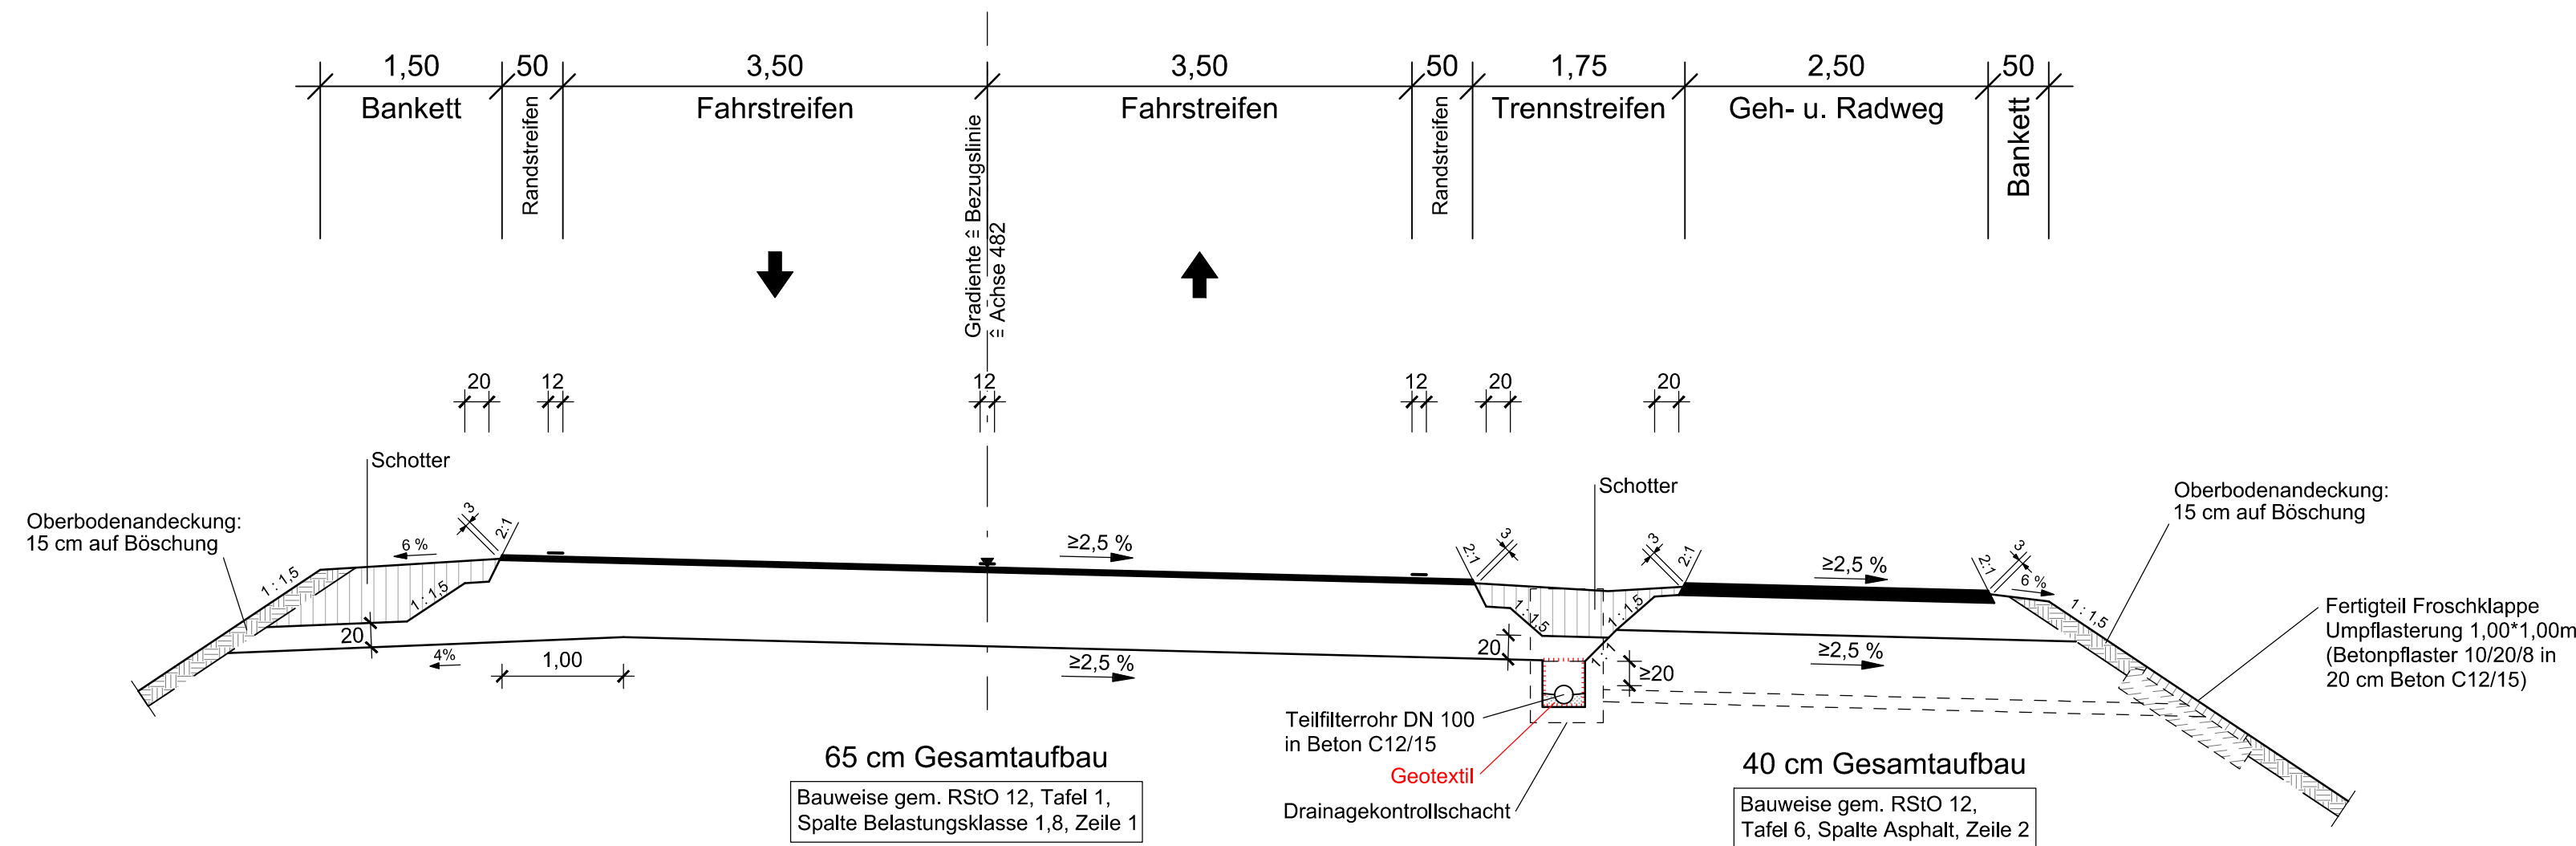 1,50
50
3,50
3,50
50
1,75
2,50
50
Bankett
Randstreifen
Fahrstreifen
Gradiente ≙ Bezugslinie
≙ Achse 482
Fahrstreifen
Randstreifen
Trennstreifen
Geh- u. Radweg
Bankett
20
12
12
12
20
20
Schotter
Oberbodenandeckung:
15 cm auf Böschung
1 : 1,5
6 %
3
2:1
1 : 1,5
20
4%
1,00
≥2,5 %
≥2,5 %
2:1
3
Schotter
3
2:1
1 : 1,5
1 : 1,5
1:1
20
≥20
≥2,5 %
≥2,5 %
2:1
3
6 %
1 : 1,5
Oberbodenandeckung:
15 cm auf Böschung
Fertigteil Froschklappe
Umpflasterung 1,00*1,00m
(Betonpflaster 10/20/8 in
20 cm Beton C12/15)
Teilfilterrohr DN 100
in Beton C12/15
Geotextil
Drainagekontrollschacht
65 cm Gesamtaufbau
Bauweise gem. RStO 12, Tafel 1,
Spalte Belastungsklasse 1,8, Zeile 1
40 cm Gesamtaufbau
Bauweise gem. RStO 12,
Tafel 6, Spalte Asphalt, Zeile 2